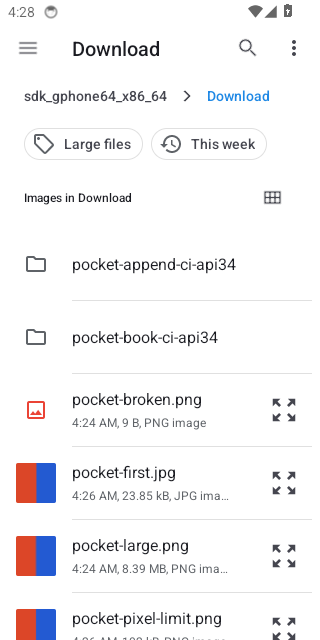 4:28
Download
sdk_gphone64_x86_64 > Download
Large files
This week
Images in Download
pocket-append-ci-api34
pocket-book-ci-api34
pocket-broken.png
4:24 AM, 9 B, PNG image
pocket-first.jpg
4:26 AM, 23.85 kB, JPG ima...
pocket-large.png
4:24 AM, 8.39 MB, PNG ima...
pocket-pixel-limit.png